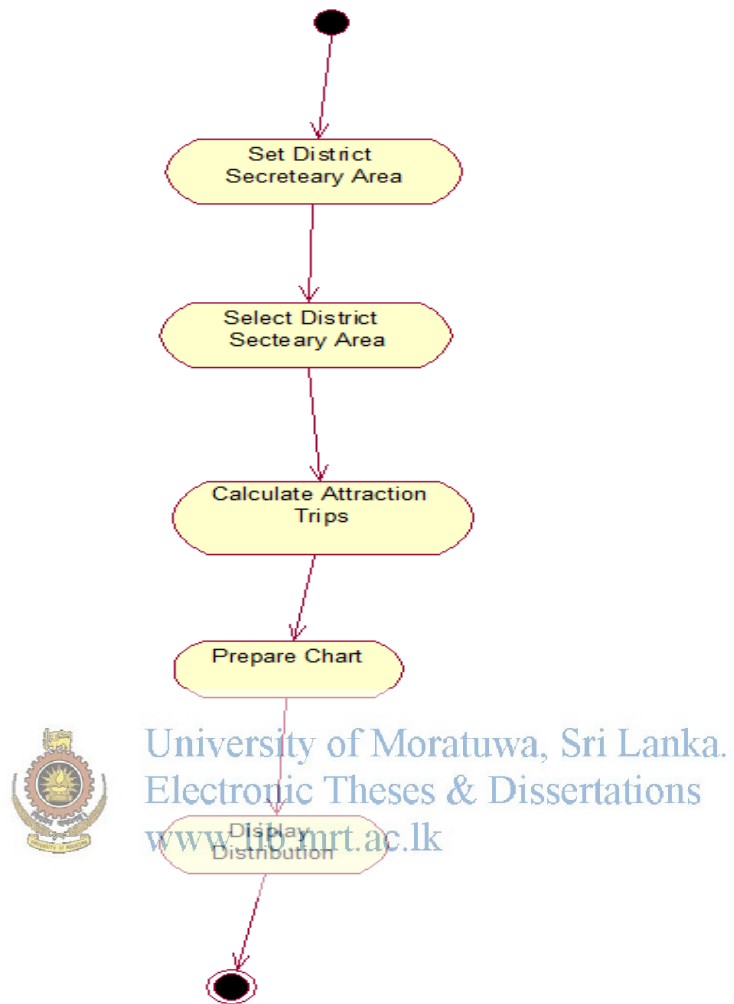 Set District
Secreteary Area
Select District
Secteary Area
Calculate Attraction
Trips
Prepare Chart
University of Moratuwa, Sri Lanka.
Electronic Theses & Dissertations
www.lib.mrt.ac.lk
Display
Distribution